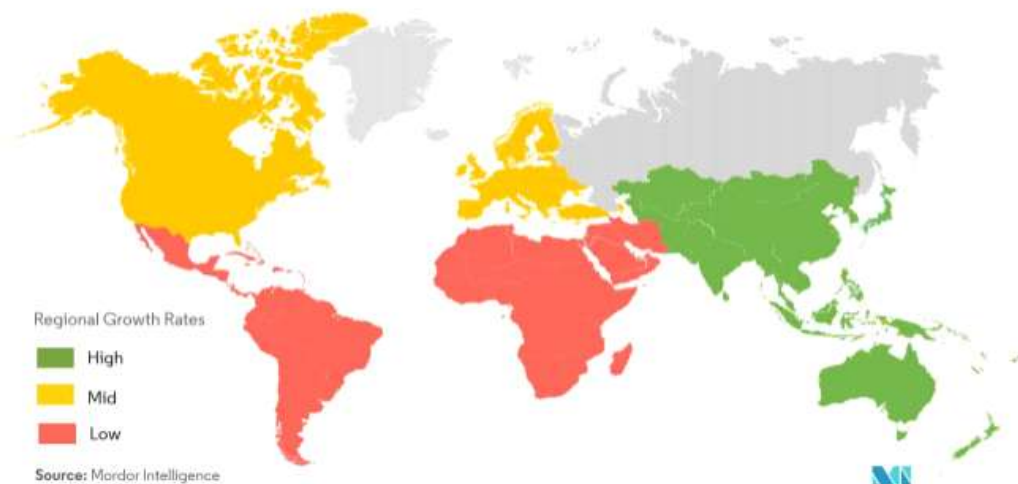 Regional Growth Rates
High
Mid
Low
Source: Mordor Intelligence